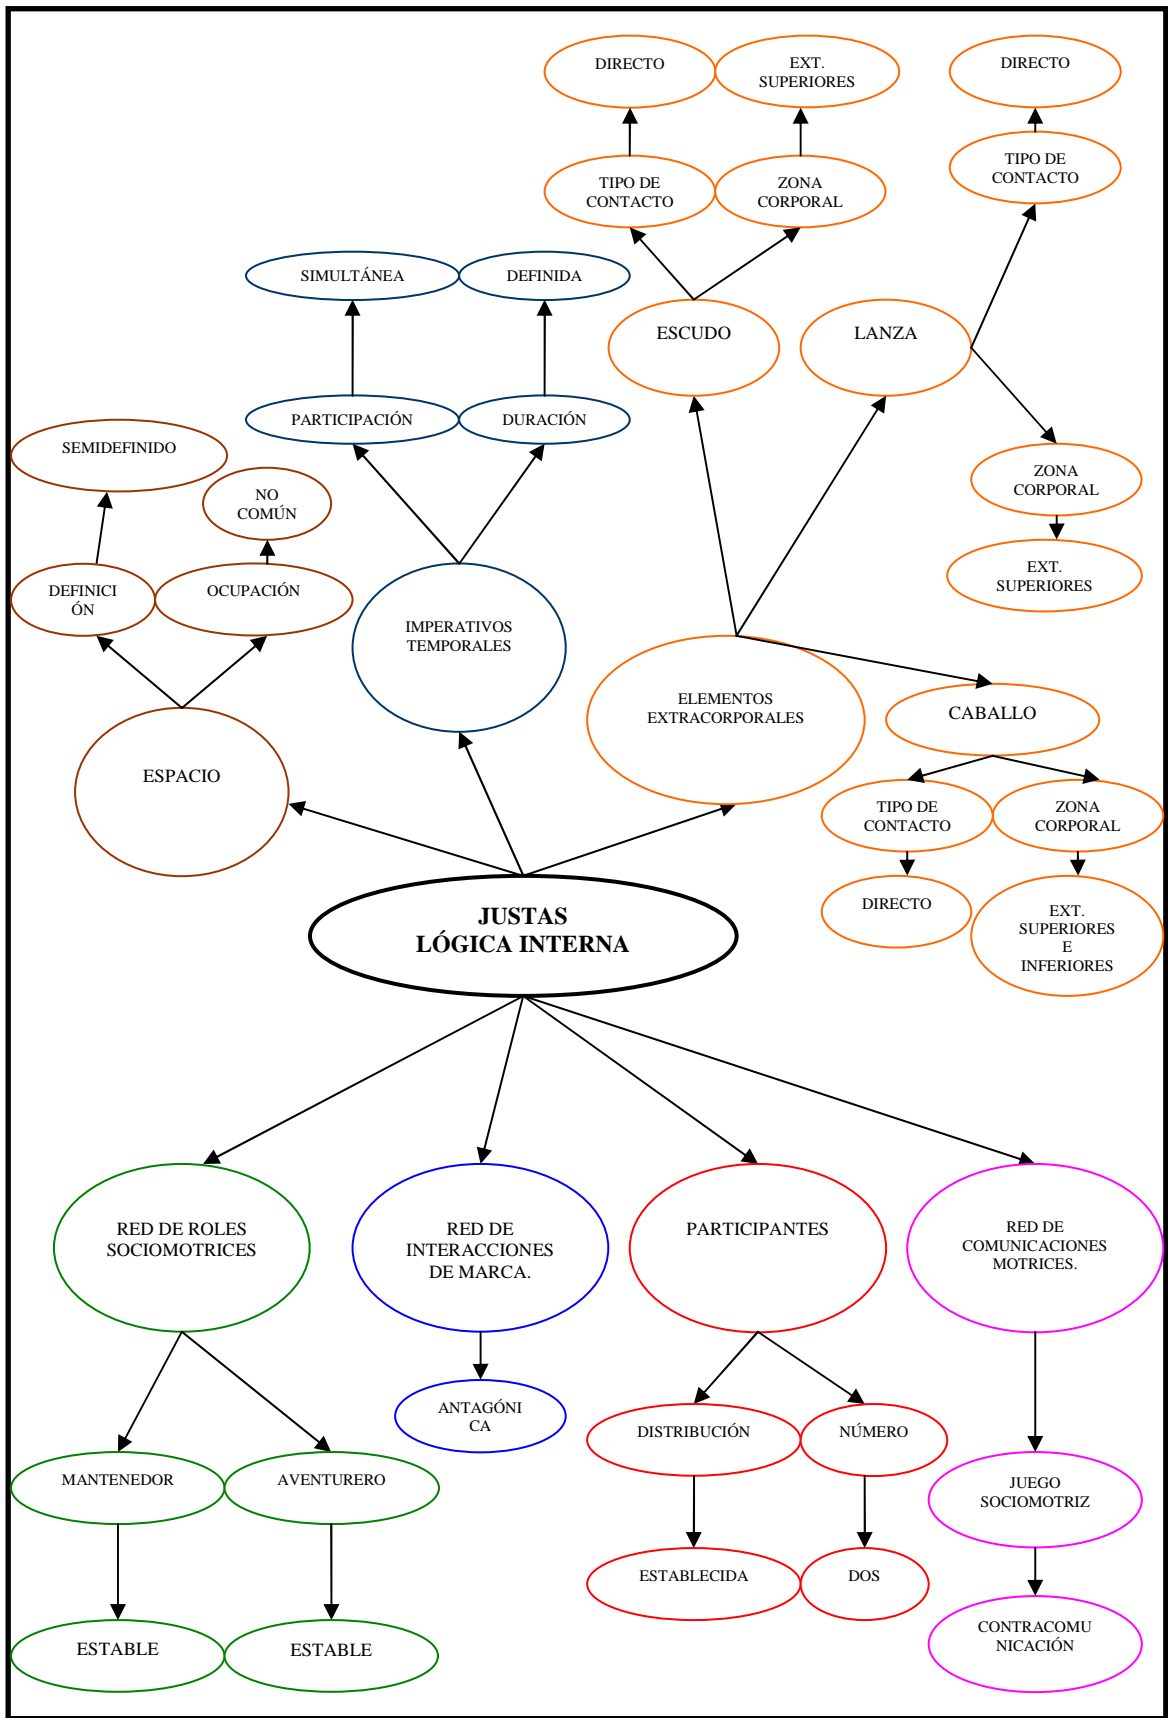 DIRECTO
EXT.
SUPERIORES
DIRECTO
TIPO DE
CONTACTO
ZONA
CORPORAL
TIPO DE
CONTACTO
SIMULTÁNEA
DEFINIDA
ESCUDO
LANZA
PARTICIPACIÓN
DURACIÓN
SEMIDEFINIDO
NO
COMÚN
ZONA
CORPORAL
DEFINICI
ÓN
OCUPACIÓN
EXT.
SUPERIORES
IMPERATIVOS
TEMPORALES
ELEMENTOS
EXTRACORPORALES
CABALLO
ESPACIO
TIPO DE
CONTACTO
ZONA
CORPORAL
DIRECTO
EXT.
SUPERIORES
E
INFERIORES
JUSTAS
LÓGICA INTERNA
RED DE ROLES
SOCIOMOTRICES
RED DE
INTERACCIONES
DE MARCA.
PARTICIPANTES
RED DE
COMUNICACIONES
MOTRICES.
ANTAGÓNI
CA
DISTRIBUCIÓN
NÚMERO
MANTENEDOR
AVENTURERO
JUEGO
SOCIOMOTRIZ
ESTABLECIDA
DOS
ESTABLE
ESTABLE
CONTRACOMU
NICACIÓN